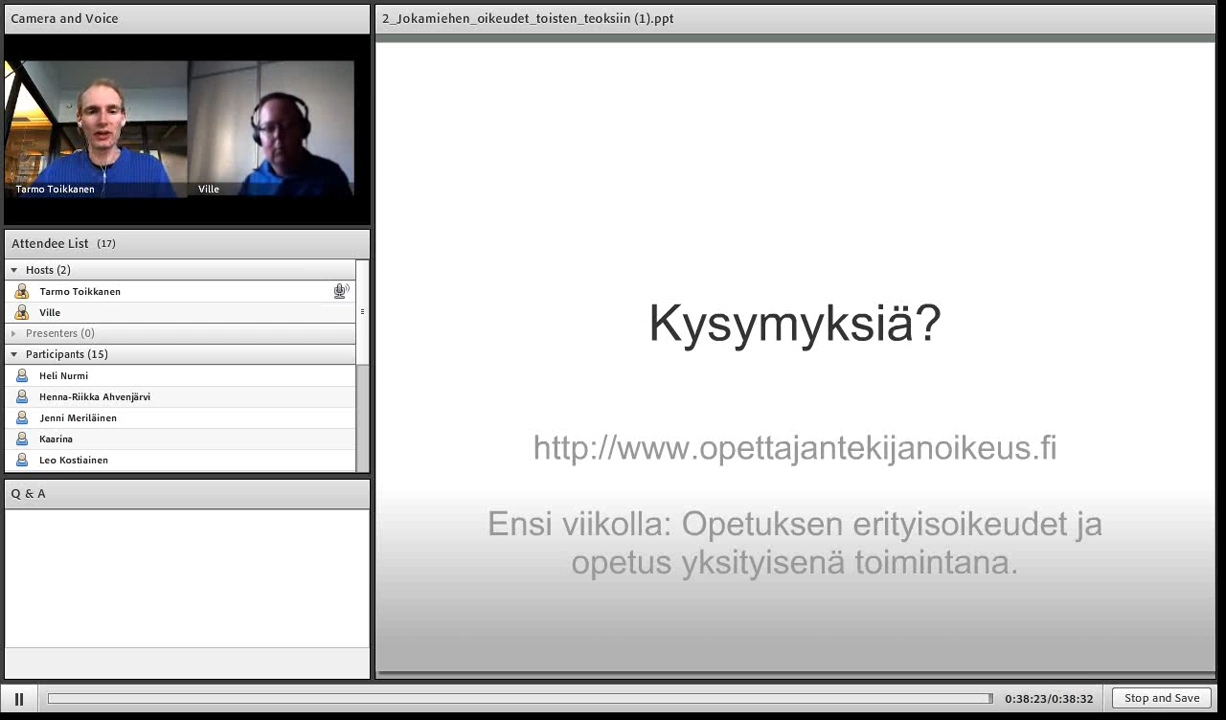 Camera and Voice
Tarmo Toikkanen
Ville
Attendee List (17)
Hosts (2)
Tarmo Toikkanen
Ville
Presenters (0)
Participants (15)
Heli Nurmi
Henna-Riikka Ahvenjärvi
Jenni Meriläinen
Kaarina
Leo Kostiainen
Q & A
2_Jokamiehen_oikeudet_toisten_teoksiin (1).ppt
Kysymyksiä?
http://www.opettajantekijanoikeus.fi
Ensi viikolla: Opetuksen erityisoikeudet ja
opetus yksityisenä toimintana.
0:38:23/0:38:32
Stop and Save